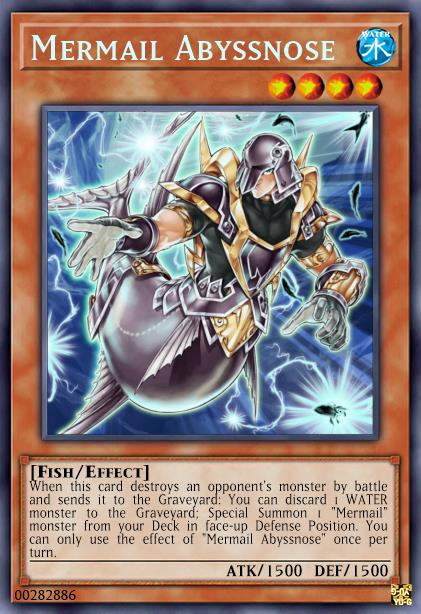 Mermail Abyssnose
WATER
水
[Fish/Effect]
When this card destroys an opponent's monster by battle
and sends it to the Graveyard: You can discard 1 WATER
monster to the Graveyard; Special Summon 1 "Mermail"
monster from your Deck in face-up Defense Position. You
can only use the effect of "Mermail Abyssnose" once per
turn.
ATK/1500 DEF/1500
00282886